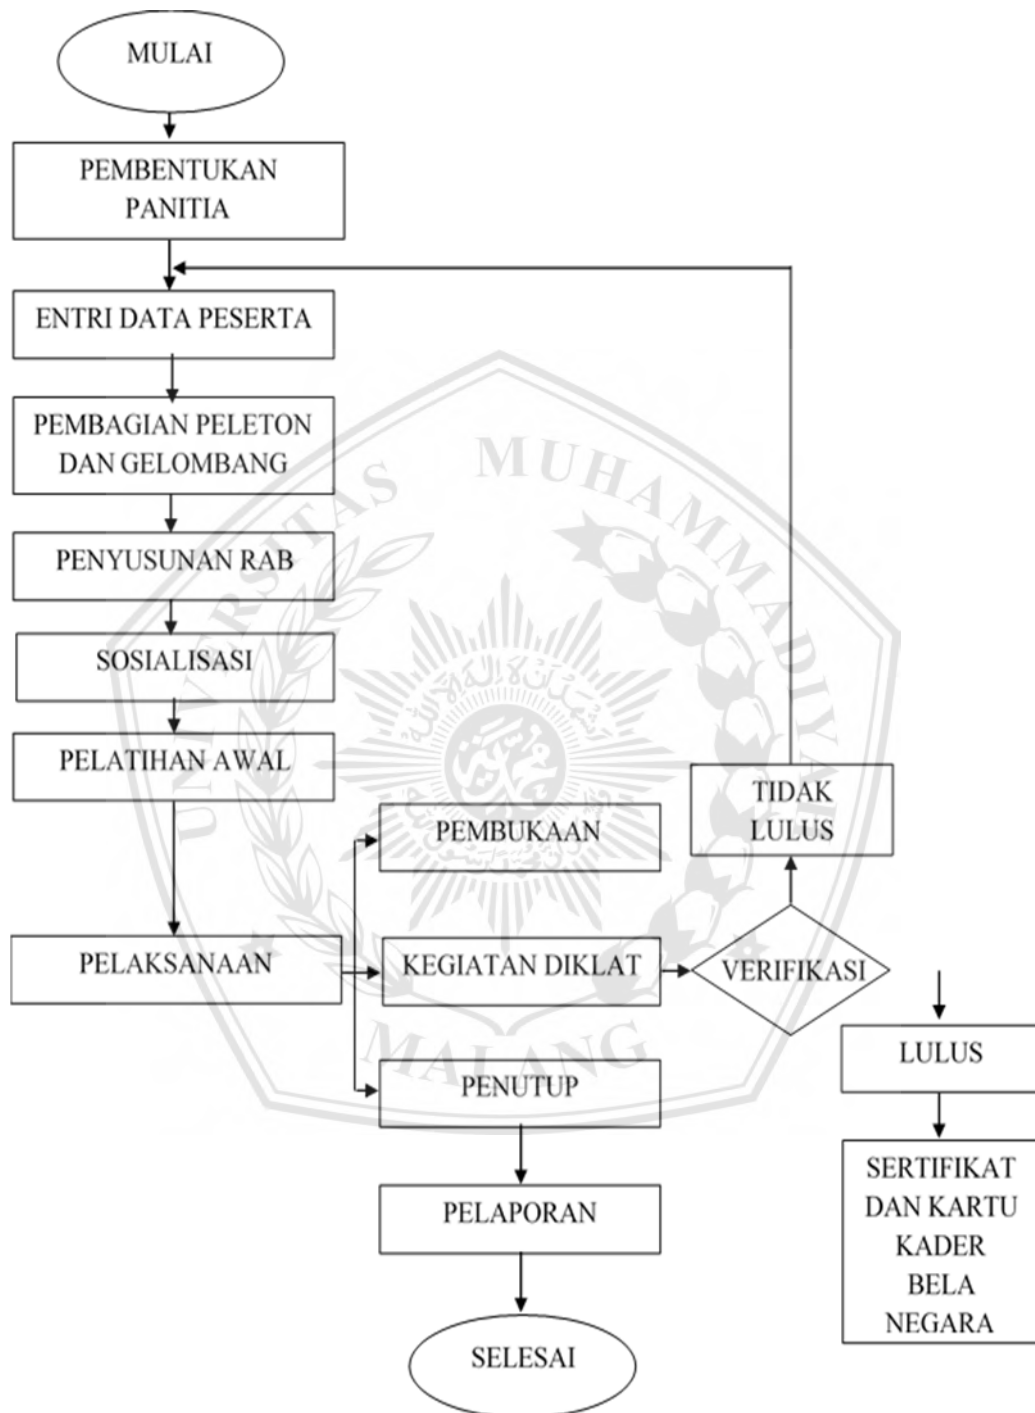 MULAI
PEMBENTUKAN
PANITIA
ENTRI DATA PESERTA
PEMBAGIAN PELETON
DAN GELOMBANG
PENYUSUNAN RAB
SOSIALISASI
PELATIHAN AWAL
PELAKSANAAN
PEMBUKAAN
KEGIATAN DIKLAT
PENUTUP
PELAPORAN
SELESAI
VERIFIKASI
TIDAK
LULUS
LULUS
SERTIFIKAT
DAN KARTU
KADER
BELA
NEGARA
UNIVERSITAS MUHAMMADIYAH
MALANG